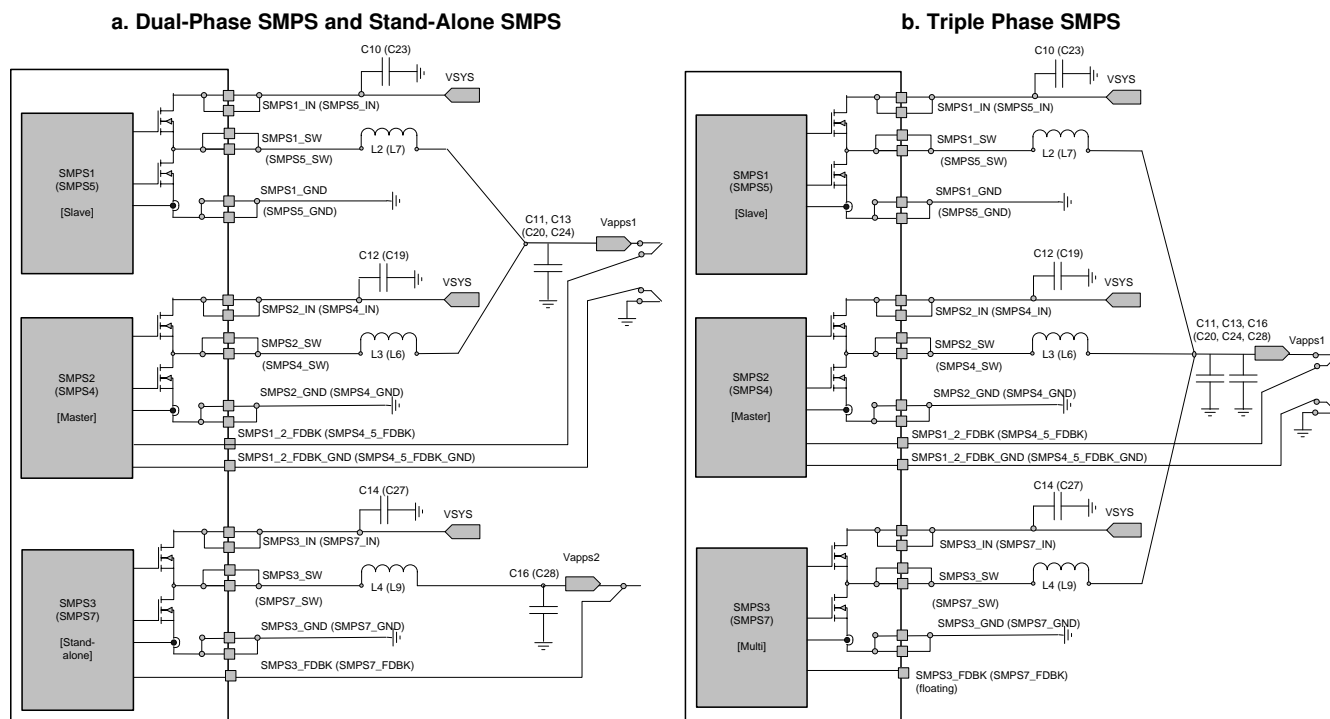 a. Dual-Phase SMPS and Stand-Alone SMPS
C10 (C23)
VSYS
SMPS1_IN (SMPS5_IN)
SMPS1_SW
(SMPS5_SW)
L2 (L7)
SMPS1
(SMPS5)
[Slave]
SMPS1_GND
(SMPS5_GND)
C11, C13
(C20, C24)
Vapps1
C12 (C19)
VSYS
SMPS2_IN (SMPS4_IN)
SMPS2_SW
(SMPS4_SW)
L3 (L6)
SMPS2
(SMPS4)
[Master]
SMPS2_GND (SMPS4_GND)
SMPS1_2_FDBK (SMPS4_5_FDBK)
SMPS1_2_FDBK_GND (SMPS4_5_FDBK_GND)
C14 (C27)
VSYS
SMPS3_IN (SMPS7_IN)
SMPS3_SW
(SMPS7_SW)
L4 (L9)
C16 (C28)
Vapps2
SMPS3
(SMPS7)
[Stand-
alone]
SMPS3_GND (SMPS7_GND)
SMPS3_FDBK (SMPS7_FDBK)
b. Triple Phase SMPS
C10 (C23)
VSYS
SMPS1_IN (SMPS5_IN)
SMPS1_SW
(SMPS5_SW)
L2 (L7)
SMPS1
(SMPS5)
[Slave]
SMPS1_GND
(SMPS5_GND)
C12 (C19)
VSYS
SMPS2_IN (SMPS4_IN)
SMPS2_SW
(SMPS4_SW)
L3 (L6)
C11, C13, C16
(C20, C24, C28)
Vapps1
SMPS2
(SMPS4)
[Master]
SMPS2_GND (SMPS4_GND)
SMPS1_2_FDBK (SMPS4_5_FDBK)
SMPS1_2_FDBK_GND (SMPS4_5_FDBK_GND)
C14 (C27)
VSYS
SMPS3_IN (SMPS7_IN)
SMPS3_SW
(SMPS7_SW)
L4 (L9)
SMPS3
(SMPS7)
[Multi]
SMPS3_GND (SMPS7_GND)
SMPS3_FDBK (SMPS7_FDBK)
(floating)